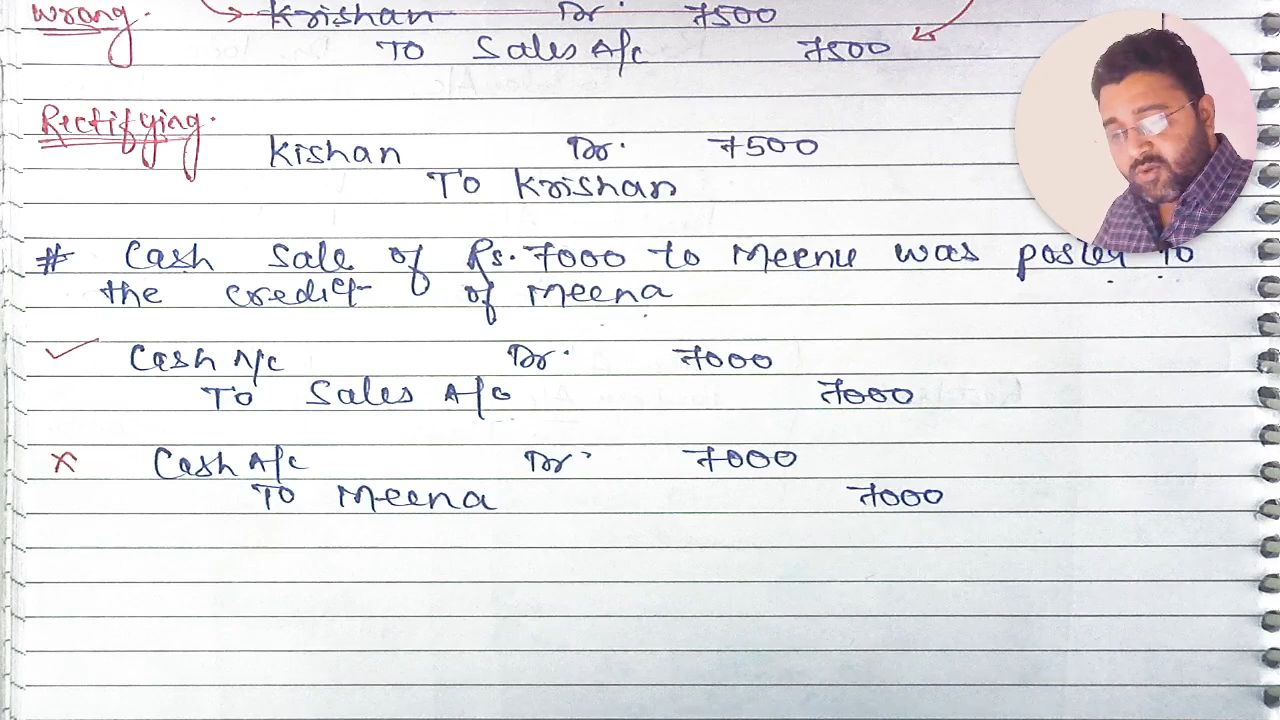 Wrong. Krishan Dr. 7500
To Sales A/c 7500
Rectifying.
Kishan Dr. 7500
To Krishan
# Cash Sale of Rs. 7000 to Meenu was posted to
the credit of Meena
✓ Cash A/c Dr. 7000
To Sales A/c 7000
× Cash A/c Dr. 7000
To Meena 7000